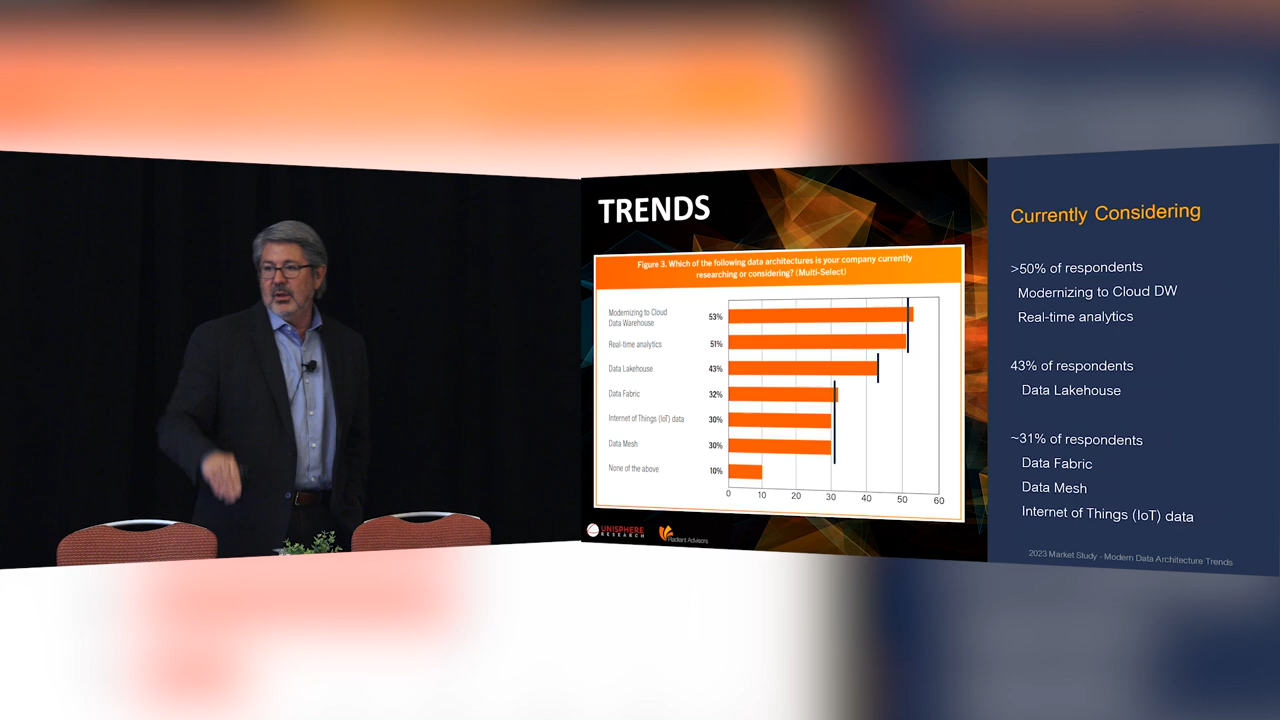 TRENDS
Figure 3. Which of the following data architectures is your company currently
researching or considering? (Multi-Select)
Modernizing to Cloud
Data Warehouse
53%
Real-time analytics
51%
Data Lakehouse
43%
Data Fabric
32%
Internet of Things (IoT) data
30%
Data Mesh
30%
None of the above
10%
0 10 20 30 40 50 60
UNISPHERE
RESEARCH
Radiant Advisors
Currently Considering
>50% of respondents
Modernizing to Cloud DW
Real-time analytics
43% of respondents
Data Lakehouse
~31% of respondents
Data Fabric
Data Mesh
Internet of Things (IoT) data
2023 Market Study - Modern Data Architecture Trends